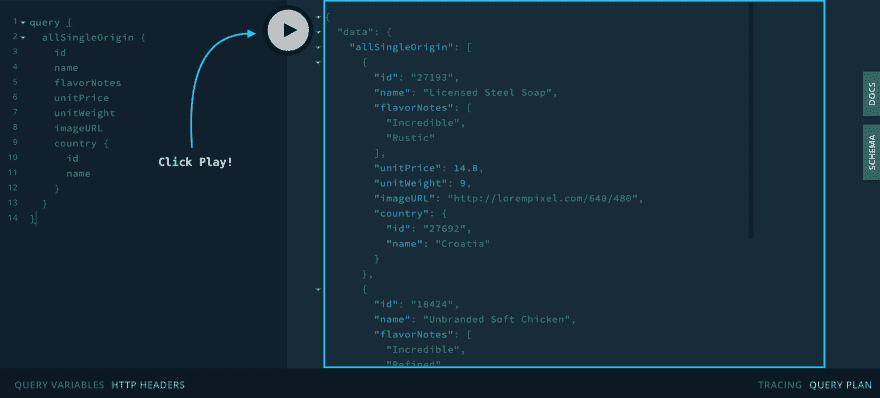 1 query {
2 allSingleOrigin {
3 id
4 name
5 flavorNotes
6 unitPrice
7 unitWeight
8 imageURL
9 country {
10 id
11 name
12 }
13 }
14 }
Click Play!
{
"data": {
"allSingleOrigin": [
{
"id": "27193",
"name": "Licensed Steel Soap",
"flavorNotes": [
"Incredible",
"Rustic"
],
"unitPrice": 14.8,
"unitWeight": 9,
"imageURL": "http://lorempixel.com/640/480",
"country": {
"id": "27692",
"name": "Croatia"
}
},
{
"id": "18424",
"name": "Unbranded Soft Chicken",
"flavorNotes": [
"Incredible",
"Refined"
DOCS
SCHEMA
QUERY VARIABLES HTTP HEADERS
TRACING QUERY PLAN